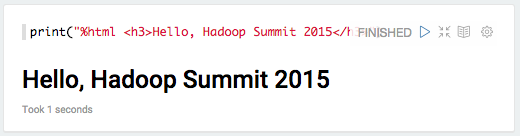 print("%html <h3>Hello, Hadoop Summit 2015</h FINISHED
Hello, Hadoop Summit 2015
Took 1 seconds